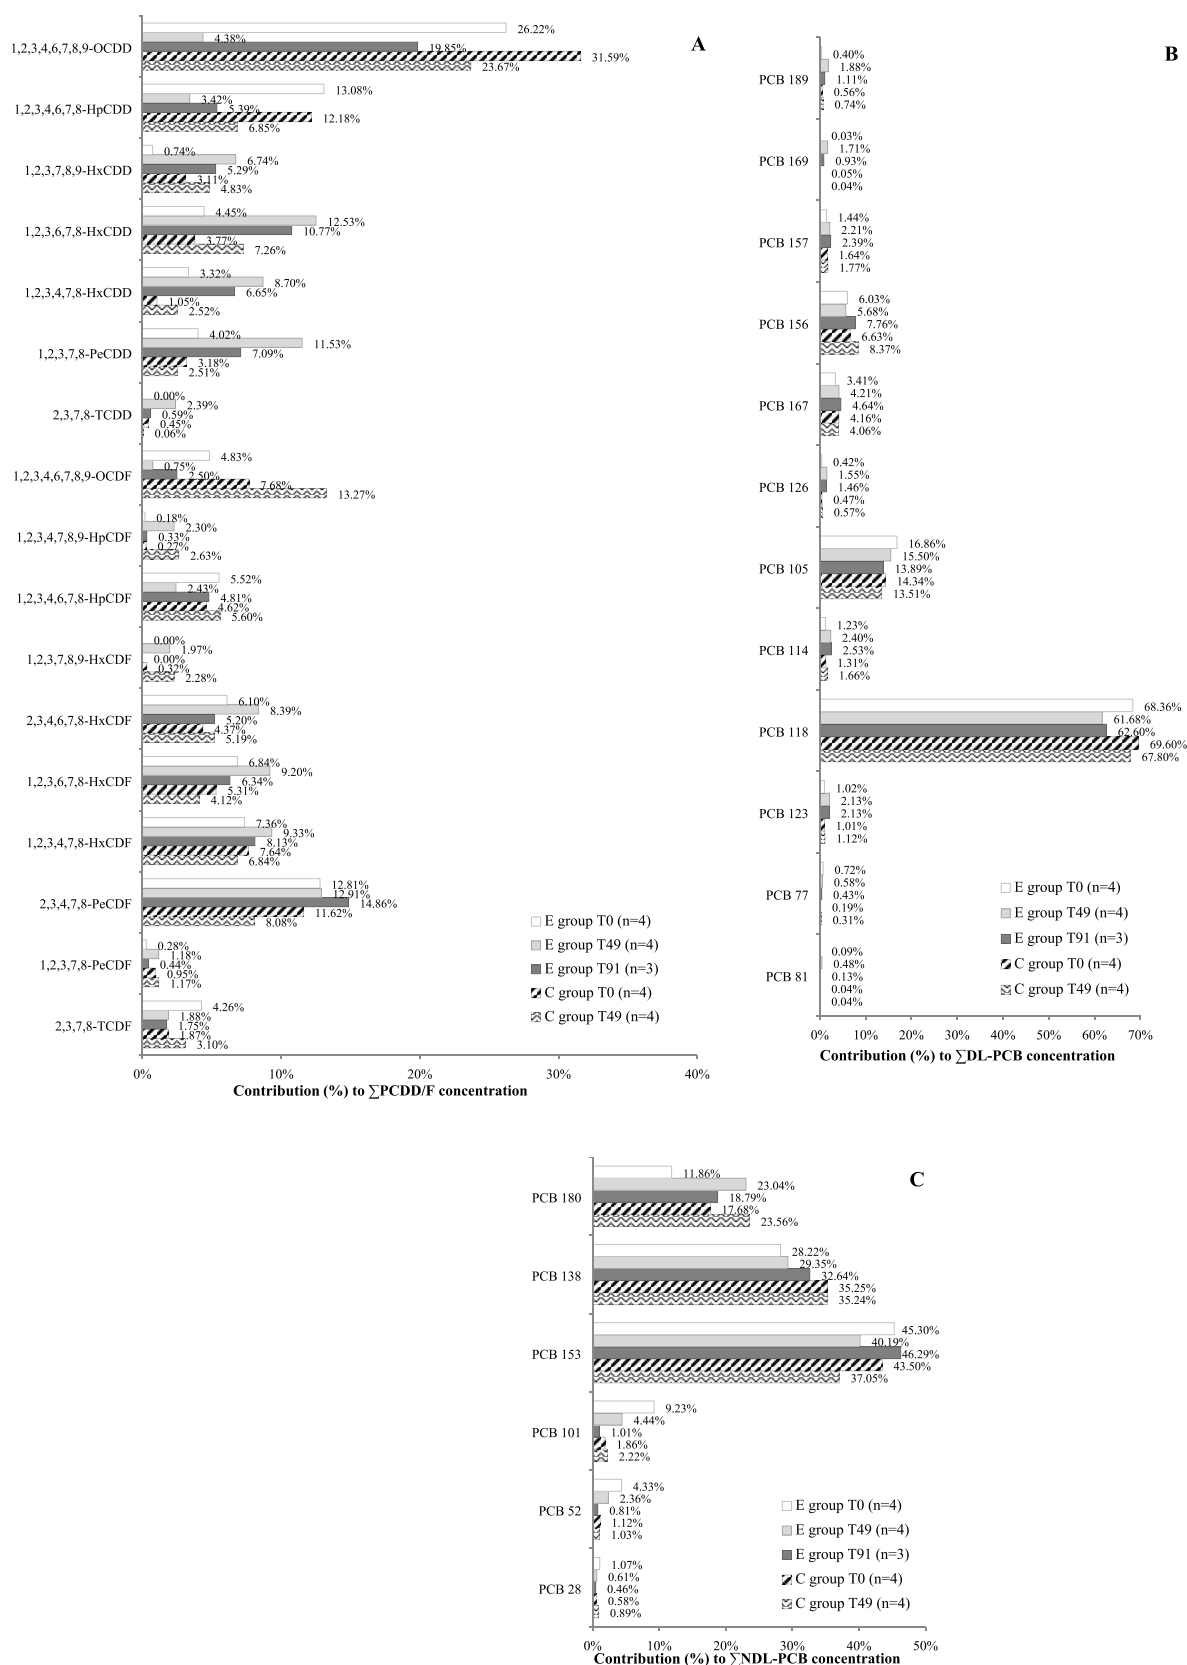 A
1,2,3,4,6,7,8,9-OCDD
26.22%
4.38%
19.85%
31.59%
23.67%
1,2,3,4,6,7,8-HpCDD
13.08%
3.42%
5.39%
12.18%
6.85%
1,2,3,7,8,9-HxCDD
0.74%
6.74%
5.29%
3.11%
4.83%
1,2,3,6,7,8-HxCDD
4.45%
12.53%
10.77%
3.77%
7.26%
1,2,3,4,7,8-HxCDD
3.32%
8.70%
6.65%
1.05%
2.52%
1,2,3,7,8-PeCDD
4.02%
11.53%
7.09%
3.18%
2.51%
2,3,7,8-TCDD
0.00%
2.39%
0.59%
0.45%
0.06%
1,2,3,4,6,7,8,9-OCDF
4.83%
0.75%
2.50%
7.68%
13.27%
1,2,3,4,7,8,9-HpCDF
0.18%
2.30%
0.33%
0.27%
2.63%
1,2,3,4,6,7,8-HpCDF
5.52%
2.43%
4.81%
4.62%
5.60%
1,2,3,7,8,9-HxCDF
0.00%
1.97%
0.00%
0.32%
2.28%
2,3,4,6,7,8-HxCDF
6.10%
8.39%
5.20%
4.37%
5.19%
1,2,3,6,7,8-HxCDF
6.84%
9.20%
6.34%
5.31%
4.12%
1,2,3,4,7,8-HxCDF
7.36%
9.33%
8.13%
7.64%
6.84%
2,3,4,7,8-PeCDF
12.81%
12.91%
14.86%
11.62%
8.08%
1,2,3,7,8-PeCDF
0.28%
1.18%
0.44%
0.95%
1.17%
2,3,7,8-TCDF
4.26%
1.88%
1.75%
1.87%
3.10%
E group T0 (n=4)
E group T49 (n=4)
E group T91 (n=3)
C group T0 (n=4)
C group T49 (n=4)
0% 10% 20% 30% 40%
Contribution (%) to ∑PCDD/F concentration
B
PCB 189
0.40%
1.88%
1.11%
0.56%
0.74%
PCB 169
0.03%
1.71%
0.93%
0.05%
0.04%
PCB 157
1.44%
2.21%
2.39%
1.64%
1.77%
PCB 156
6.03%
5.68%
7.76%
6.63%
8.37%
PCB 167
3.41%
4.21%
4.64%
4.16%
4.06%
PCB 126
0.42%
1.55%
1.46%
0.47%
0.57%
PCB 105
16.86%
15.50%
13.89%
14.34%
13.51%
PCB 114
1.23%
2.40%
2.53%
1.31%
1.66%
PCB 118
68.36%
61.68%
62.60%
69.60%
67.80%
PCB 123
1.02%
2.13%
2.13%
1.01%
1.12%
PCB 77
0.72%
0.58%
0.43%
0.19%
0.31%
PCB 81
0.09%
0.48%
0.13%
0.04%
0.04%
E group T0 (n=4)
E group T49 (n=4)
E group T91 (n=3)
C group T0 (n=4)
C group T49 (n=4)
0% 10% 20% 30% 40% 50% 60% 70%
Contribution (%) to ∑DL-PCB concentration
C
PCB 180
11.86%
23.04%
18.79%
17.68%
23.56%
PCB 138
28.22%
29.35%
32.64%
35.25%
35.24%
PCB 153
45.30%
40.19%
46.29%
43.50%
37.05%
PCB 101
9.23%
4.44%
1.01%
1.86%
2.22%
PCB 52
4.33%
2.36%
0.81%
1.12%
1.03%
PCB 28
1.07%
0.61%
0.46%
0.58%
0.89%
E group T0 (n=4)
E group T49 (n=4)
E group T91 (n=3)
C group T0 (n=4)
C group T49 (n=4)
0% 10% 20% 30% 40% 50%
Contribution (%) to ∑NDL-PCB concentration